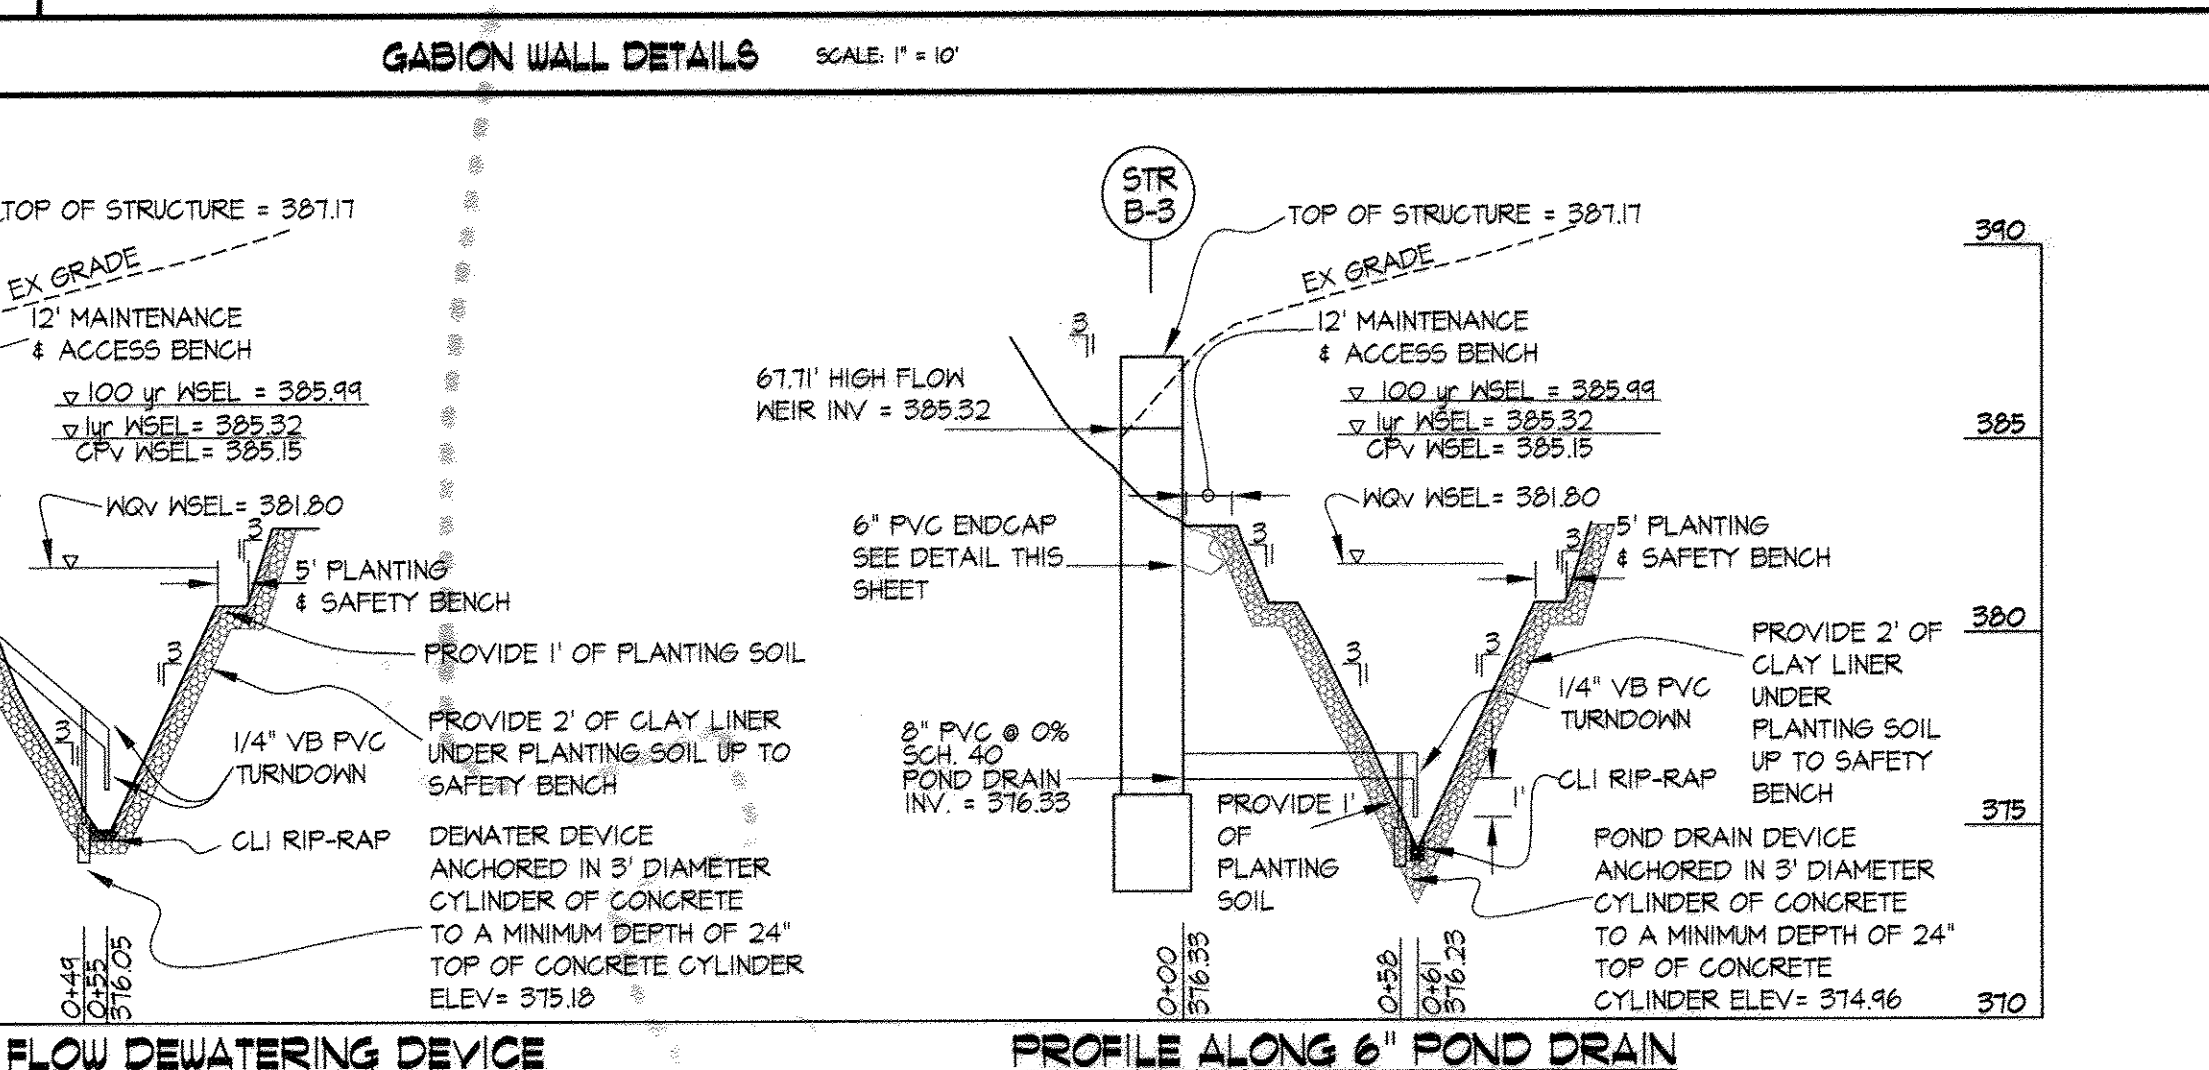 GABION WALL DETAILS SCALE: 1" = 10'
TOP OF STRUCTURE = 387.17
EX GRADE
12' MAINTENANCE
& ACCESS BENCH
100 yr WSEL = 385.99
1yr WSEL= 385.32
CPv WSEL= 385.15
WQv WSEL= 381.80
3
5' PLANTING
& SAFETY BENCH
PROVIDE 1' OF PLANTING SOIL
3
3
1/4" VB PVC
TURNDOWN
PROVIDE 2' OF CLAY LINER
UNDER PLANTING SOIL UP TO
SAFETY BENCH
CLI RIP-RAP
DEWATER DEVICE
ANCHORED IN 3' DIAMETER
CYLINDER OF CONCRETE
TO A MINIMUM DEPTH OF 24"
TOP OF CONCRETE CYLINDER
ELEV= 375.18
0+49
0+55
376.05
FLOW DEWATERING DEVICE
STR
B-3
TOP OF STRUCTURE = 387.17
EX GRADE
3
12' MAINTENANCE
& ACCESS BENCH
67.71' HIGH FLOW
WEIR INV = 385.32
100 yr WSEL = 385.99
1yr WSEL= 385.32
CPv WSEL= 385.15
WQv WSEL= 381.80
6" PVC ENDCAP
SEE DETAIL THIS
SHEET
3
3
5' PLANTING
& SAFETY BENCH
3
3
PROVIDE 2' OF
CLAY LINER
UNDER
PLANTING SOIL
UP TO SAFETY
BENCH
1/4" VB PVC
TURNDOWN
8" PVC @ 0%
SCH. 40
POND DRAIN
INV. = 376.33
PROVIDE 1'
OF
PLANTING
SOIL
1'
CLI RIP-RAP
POND DRAIN DEVICE
ANCHORED IN 3' DIAMETER
CYLINDER OF CONCRETE
TO A MINIMUM DEPTH OF 24"
TOP OF CONCRETE
CYLINDER ELEV= 374.96
390
385
380
375
370
0+00
376.33
0+58
0+61
376.23
PROFILE ALONG 6" POND DRAIN